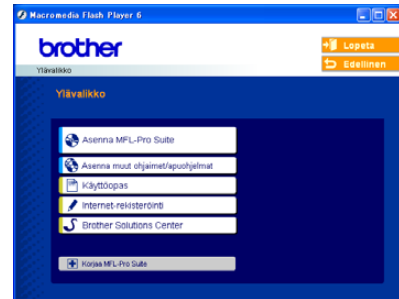 Macromedia Flash Player 6
brother
Lopeta
Edellinen
Ylävalikko
Ylävalikko
Asenna MFL-Pro Suite
Asenna muut ohjaimet/apuohjelmat
Käyttöopas
Internet-rekisteröinti
Brother Solutions Center
Korjaa MFL-Pro Suite